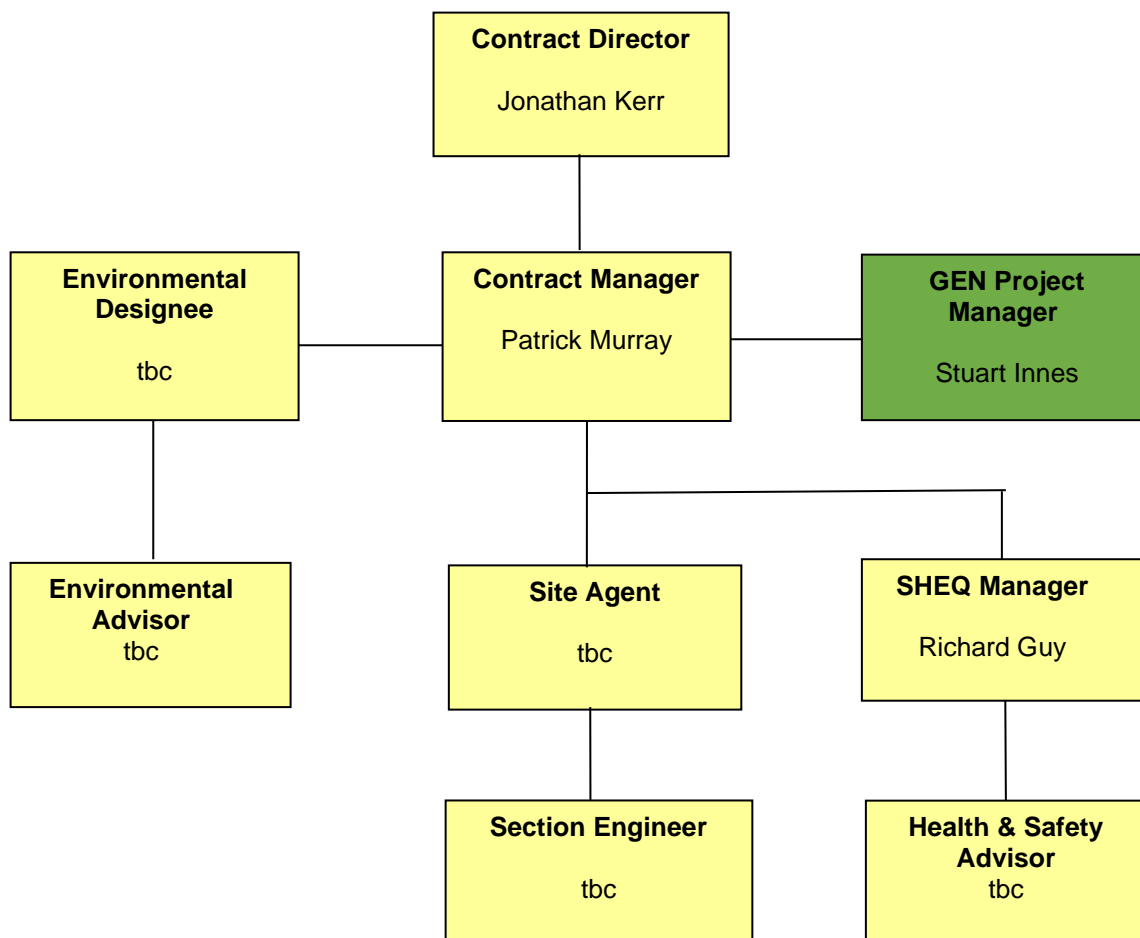 Contract Director
Jonathan Kerr
Environmental
Designee
tbc
Contract Manager
Patrick Murray
GEN Project
Manager
Stuart Innes
Environmental
Advisor
tbc
Site Agent
tbc
SHEQ Manager
Richard Guy
Section Engineer
tbc
Health & Safety
Advisor
tbc